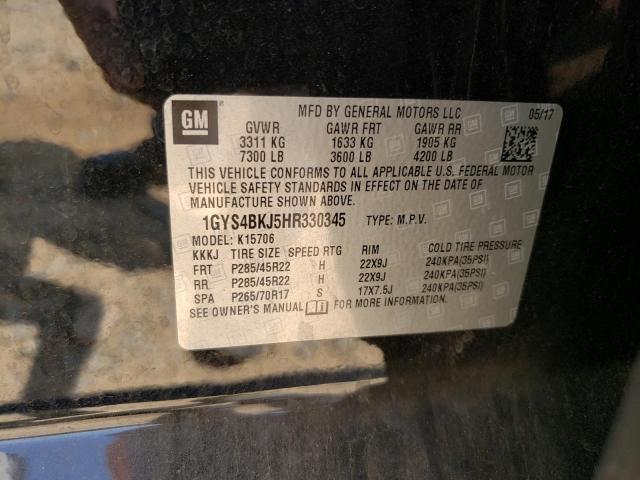 GM
®
MFD BY GENERAL MOTORS LLC
05/17
GVWR GAWR FRT GAWR RR
3311 KG 1633 KG 1905 KG
7300 LB 3600 LB 4200 LB
THIS VEHICLE CONFORMS TO ALL APPLICABLE U.S. FEDERAL MOTOR
VEHICLE SAFETY STANDARDS IN EFFECT ON THE DATE OF
MANUFACTURE SHOWN ABOVE.
1GYS4BKJ5HR330345 TYPE: M.P.V.
MODEL: K15706
KKKJ TIRE SIZE SPEED RTG RIM COLD TIRE PRESSURE
FRT P285/45R22 H 22X9J 240KPA(35PSI)
RR P285/45R22 H 22X9J 240KPA(35PSI)
SPA P265/70R17 S 17X7.5J 240KPA(35PSI)
SEE OWNER'S MANUAL FOR MORE INFORMATION.